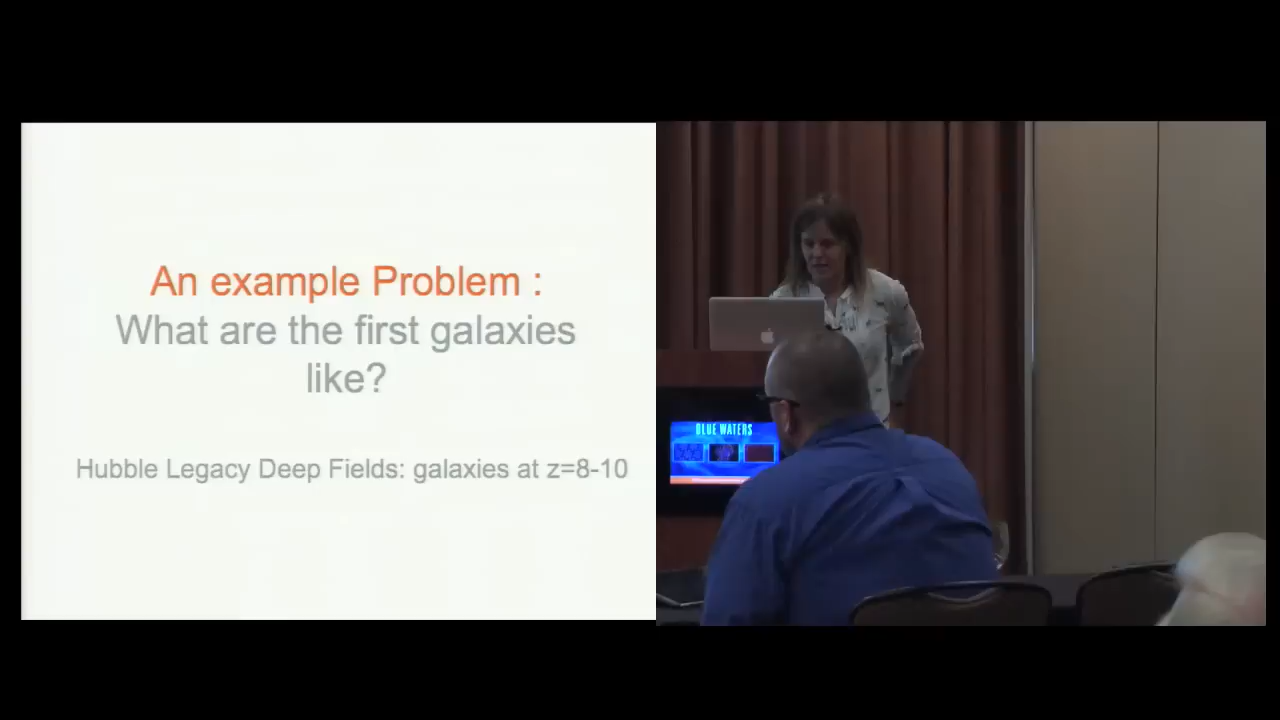 An example Problem :
What are the first galaxies
like?
Hubble Legacy Deep Fields: galaxies at z=8-10
BLUE WATERS